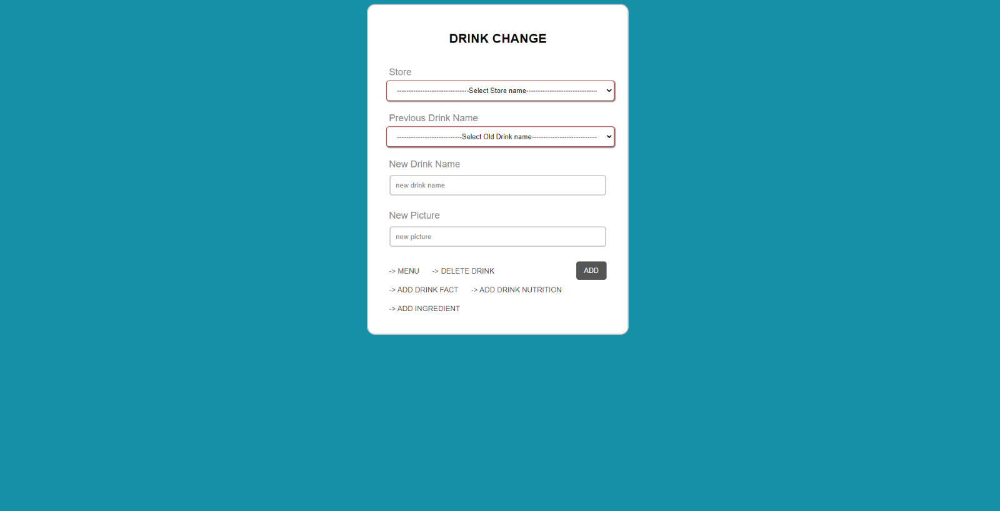 DRINK CHANGE
Store
-------------------------------Select Store name-------------------------------
Previous Drink Name
----------------------------Select Old Drink name----------------------------
New Drink Name
new drink name
New Picture
new picture
-> MENU -> DELETE DRINK ADD
-> ADD DRINK FACT -> ADD DRINK NUTRITION
-> ADD INGREDIENT